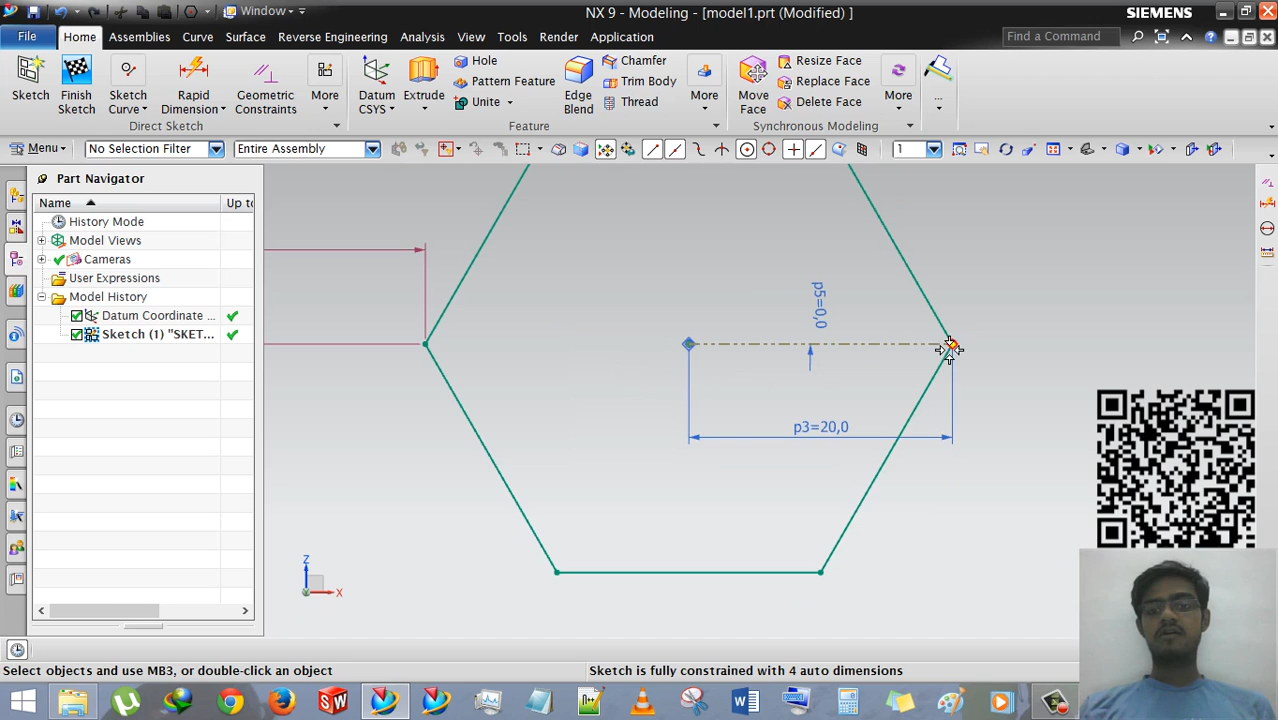 Window
NX 9 - Modeling - [model1.prt (Modified) ]
SIEMENS
File Home Assemblies Curve Surface Reverse Engineering Analysis View Tools Render Application
Find a Command
Sketch
Finish Sketch
Sketch Curve
Rapid Dimension
Geometric Constraints
More
Direct Sketch
Datum CSYS
Extrude
Hole
Pattern Feature
Unite
Edge Blend
Chamfer
Trim Body
Thread
More
Feature
Move Face
Resize Face
Replace Face
Delete Face
More
Synchronous Modeling
...
Menu
No Selection Filter
Entire Assembly
1
Part Navigator
Name
Up to
History Mode
Model Views
Cameras
User Expressions
Model History
Datum Coordinate ...
Sketch (1) "SKET...
p5=0,0
p3=20,0
Z
X
Select objects and use MB3, or double-click an object
Sketch is fully constrained with 4 auto dimensions